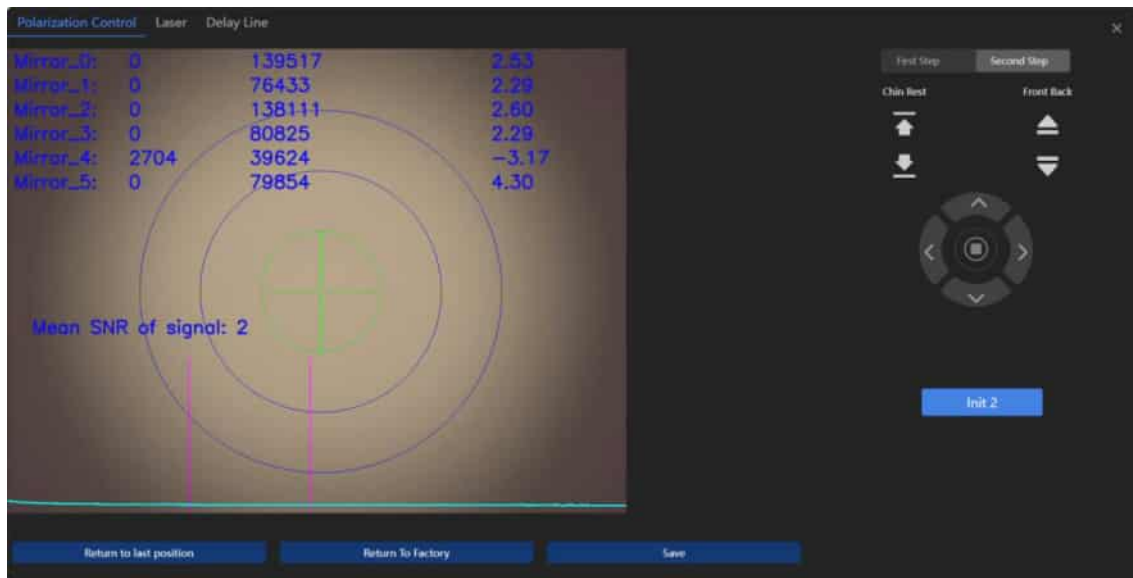 Polarization Control Laser Delay Line
Mirror_0: 0 139517 2.53
Mirror_1: 0 76433 2.29
Mirror_2: 0 138111 2.60
Mirror_3: 0 80825 2.29
Mirror_4: 2704 39624 -3.17
Mirror_5: 0 79854 4.30
Mean SNR of signal: 2
First Step Second Step
Chin Rest Front Back
Init 2
Return to last position Return To Factory Save